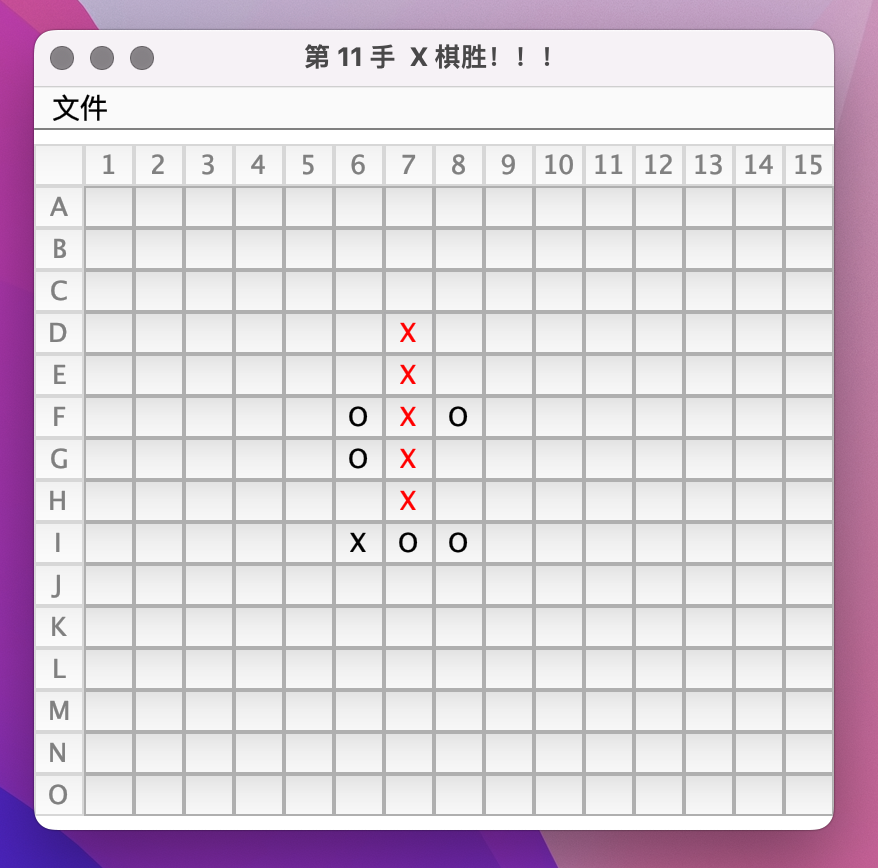 第 11 手 X 棋胜！！！
文件
1 2 3 4 5 6 7 8 9 10 11 12 13 14 15
A
B
C
D X
E X
F O X O
G O X
H X
I X O O
J
K
L
M
N
O